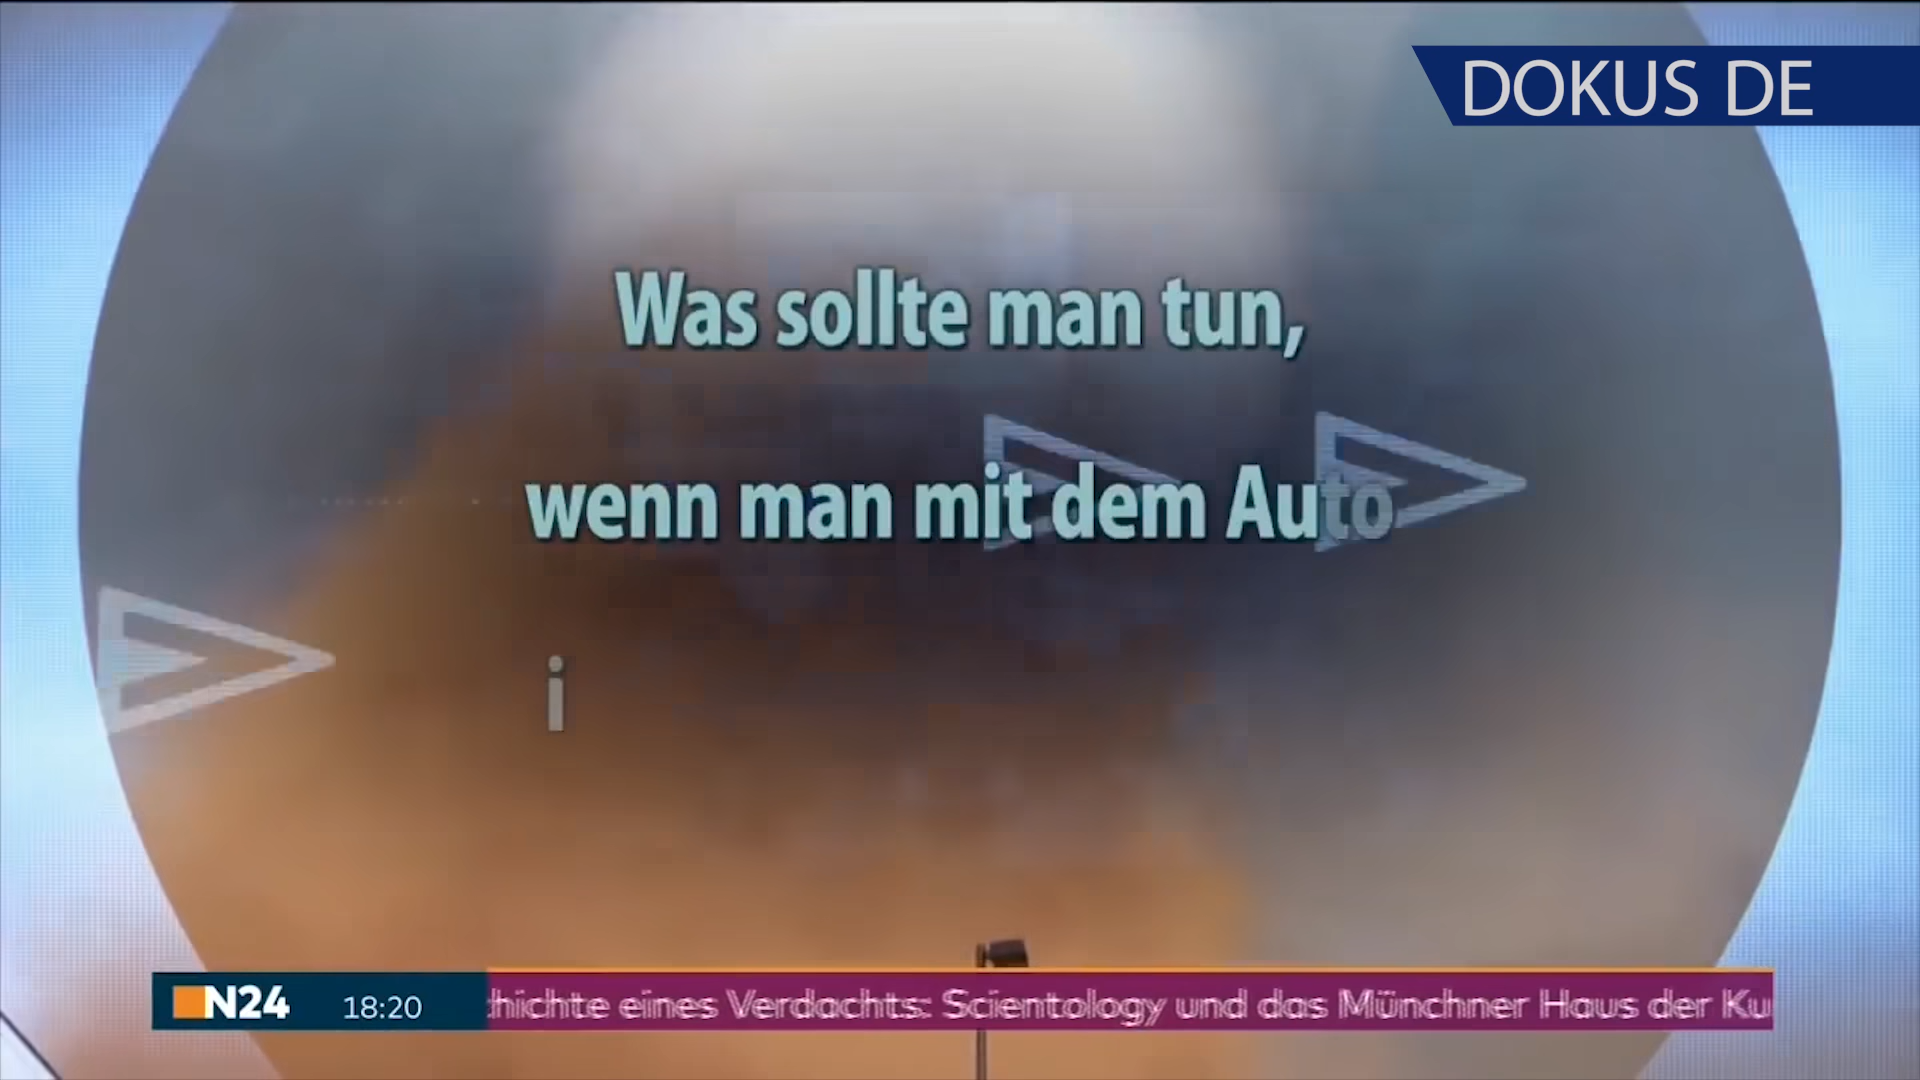 DOKUS DE
Was sollte man tun,
wenn man mit dem Auto
i
N24 18:20 hichte eines Verdachts: Scientology und das Münchner Haus der Ku